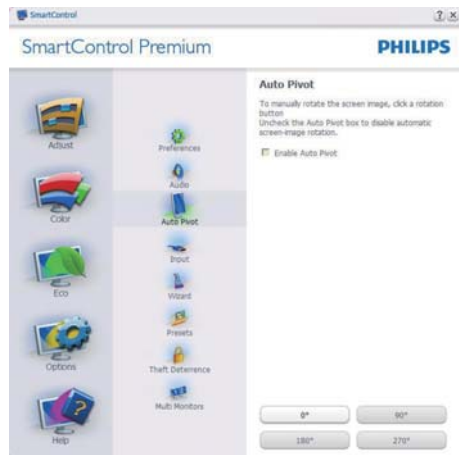 SmartControl
? x
SmartControl Premium
PHILIPS
Adjust
Color
Eco
Options
Help
Preferences
Audio
Auto Pivot
Input
Wizard
Presets
Theft Deterrence
Multi Monitors
Auto Pivot
To manually rotate the screen image, click a rotation
button
Uncheck the Auto Pivot box to disable automatic
screen-image rotation.
Enable Auto Pivot
0°
90°
180°
270°